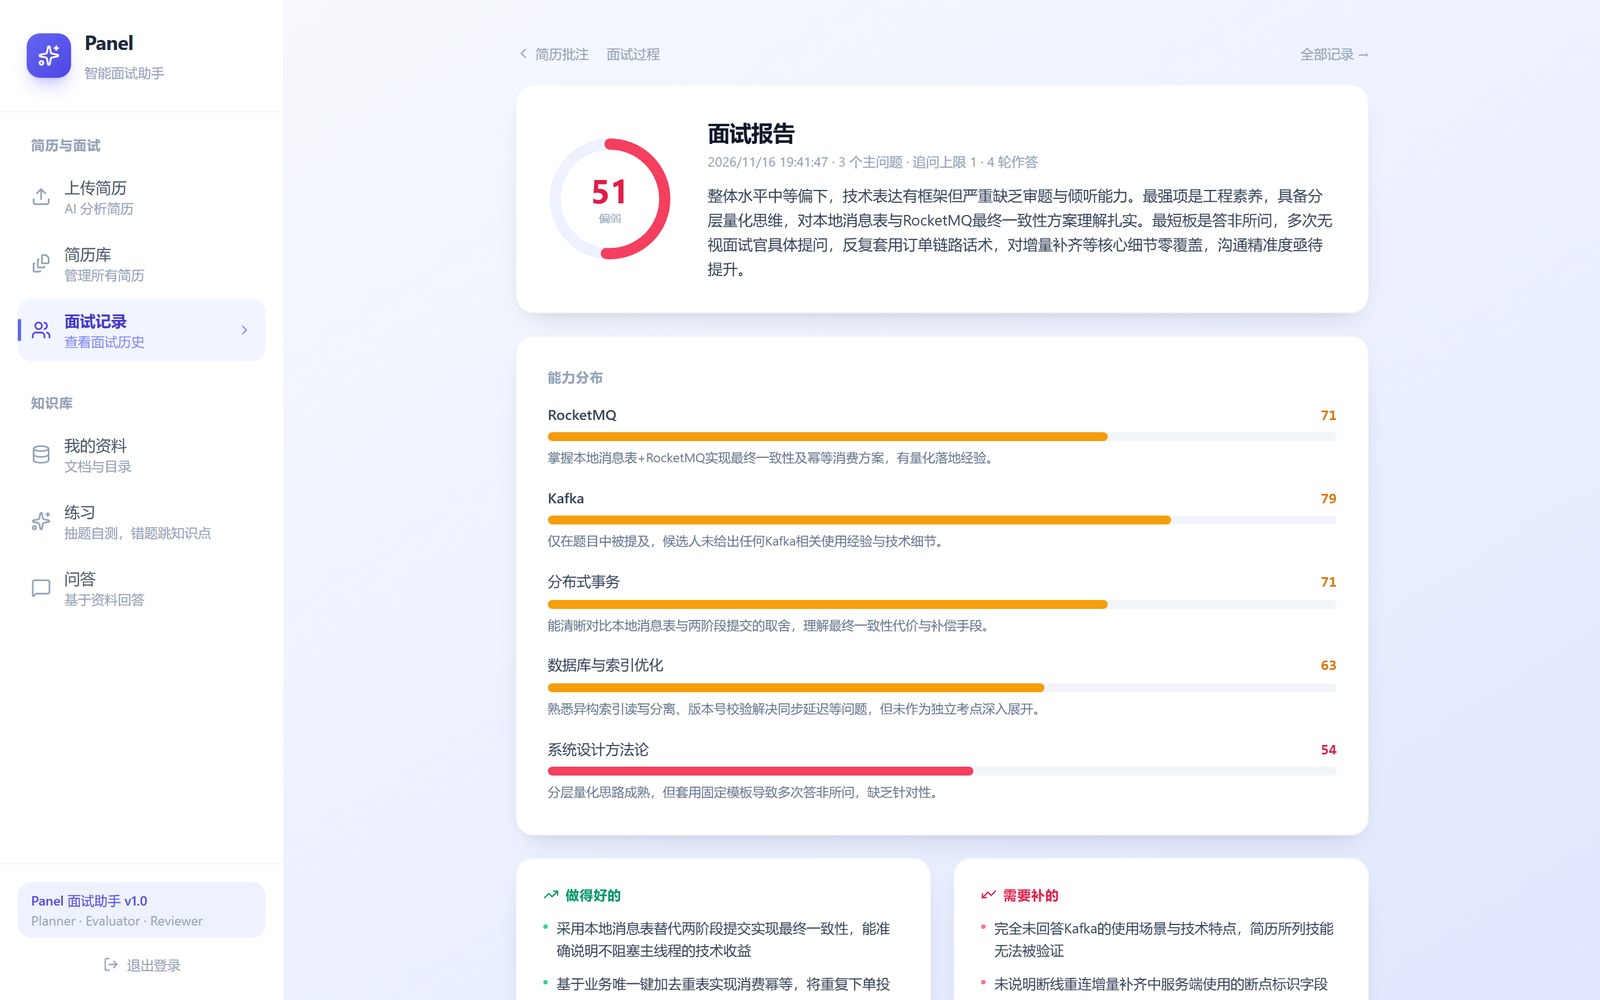 Panel
智能面试助手
简历与面试
上传简历
AI 分析简历
简历库
管理所有简历
面试记录
查看面试历史
知识库
我的资料
文档与目录
练习
抽题自测，错题跳知识点
问答
基于资料回答
Panel 面试助手 v1.0
Planner · Evaluator · Reviewer
退出登录
简历批注 面试过程
全部记录 →
51
偏弱
面试报告
2026/11/16 19:41:47 · 3 个主问题 · 追问上限 1 · 4 轮作答
整体水平中等偏下，技术表达有框架但严重缺乏审题与倾听能力。最强项是工程素养，具备分
层量化思维，对本地消息表与RocketMQ最终一致性方案理解扎实。最短板是答非所问，多次无
视面试官具体提问，反复套用订单链路话术，对增量补齐等核心细节零覆盖，沟通精准度亟待
提升。
能力分布
RocketMQ 71
掌握本地消息表+RocketMQ实现最终一致性及幂等消费方案，有量化落地经验。
Kafka 79
仅在题目中被提及，候选人未给出任何Kafka相关使用经验与技术细节。
分布式事务 71
能清晰对比本地消息表与两阶段提交的取舍，理解最终一致性代价与补偿手段。
数据库与索引优化 63
熟悉异构索引读写分离、版本号校验解决同步延迟等问题，但未作为独立考点深入展开。
系统设计方法论 54
分层量化思路成熟，但套用固定模板导致多次答非所问，缺乏针对性。
做得好的
采用本地消息表替代两阶段提交实现最终一致性，能准
确说明不阻塞主线程的技术收益
基于业务唯一键加去重表实现消费幂等，将重复下单投
需要补的
完全未回答Kafka的使用场景与技术特点，简历所列技能
无法被验证
未说明断线重连增量补齐中服务端使用的断点标识字段